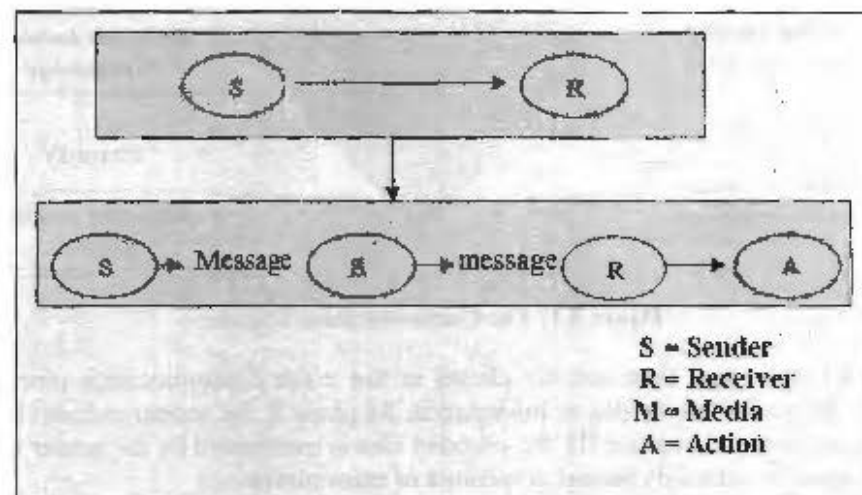 S R
S Message message R A
S = Sender
R = Receiver
M = Media
A = Action